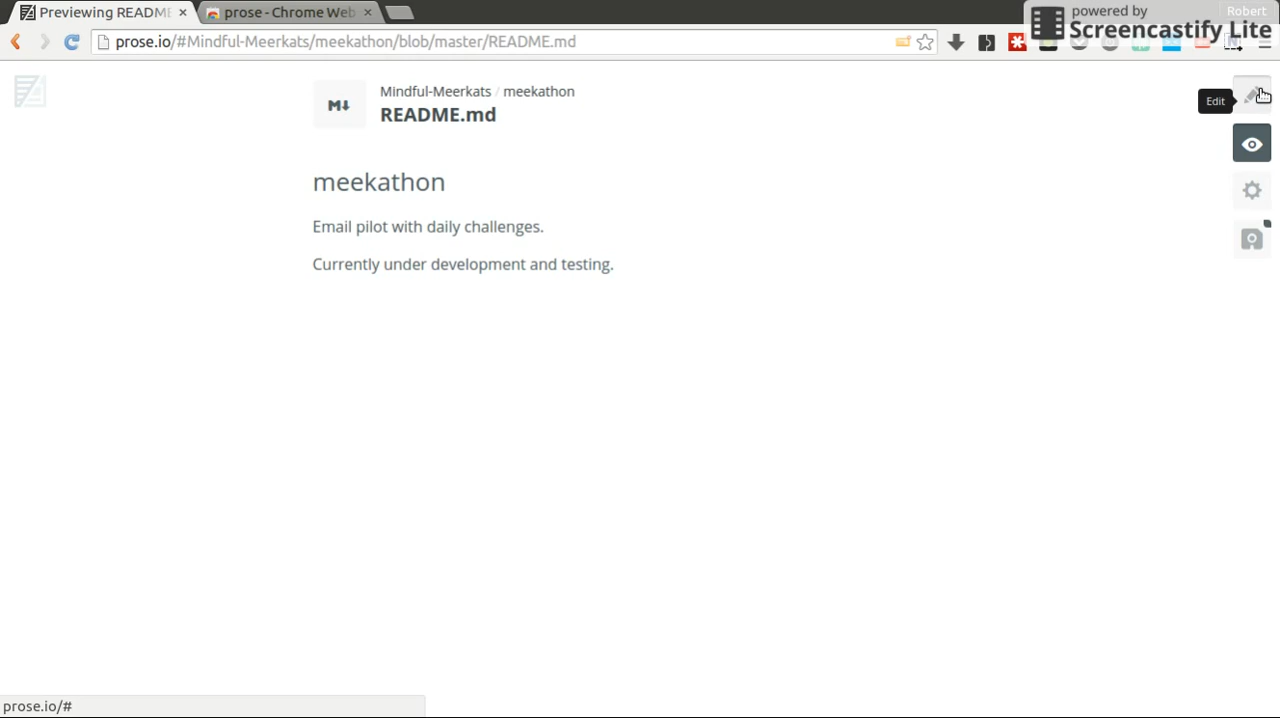 Previewing README
prose - Chrome Web
powered by
Robert
Screencastify Lite
prose.io/#Mindful-Meerkats/meekathon/blob/master/README.md
M
Mindful-Meerkats / meekathon
README.md
Edit
meekathon
Email pilot with daily challenges.
Currently under development and testing.
prose.io/#